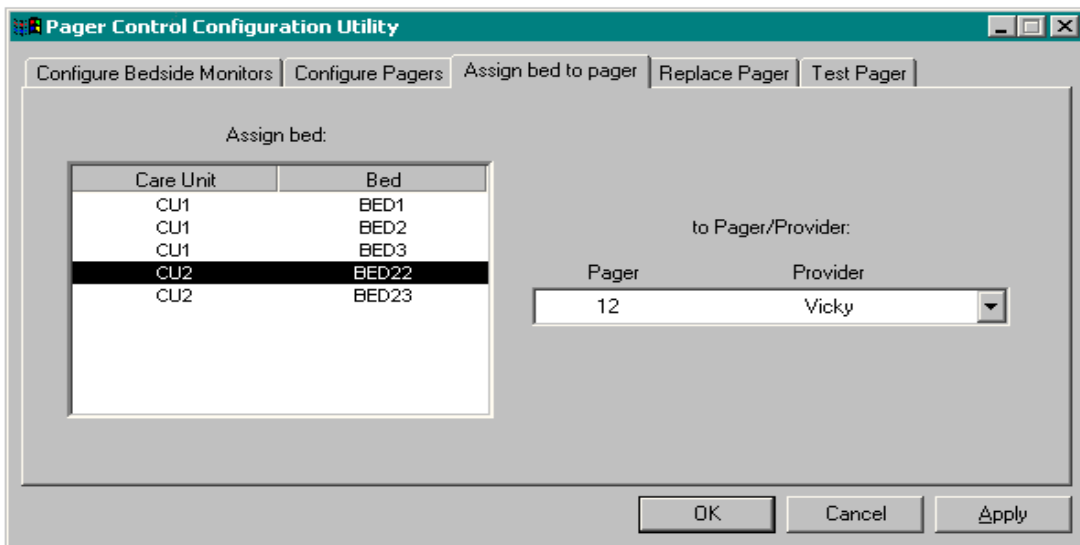 Pager Control Configuration Utility
Configure Bedside Monitors Configure Pagers Assign bed to pager Replace Pager Test Pager
Assign bed:
Care Unit Bed
CU1 BED1
CU1 BED2
CU1 BED3
CU2 BED22
CU2 BED23
to Pager/Provider:
Pager Provider
12 Vicky
OK Cancel Apply